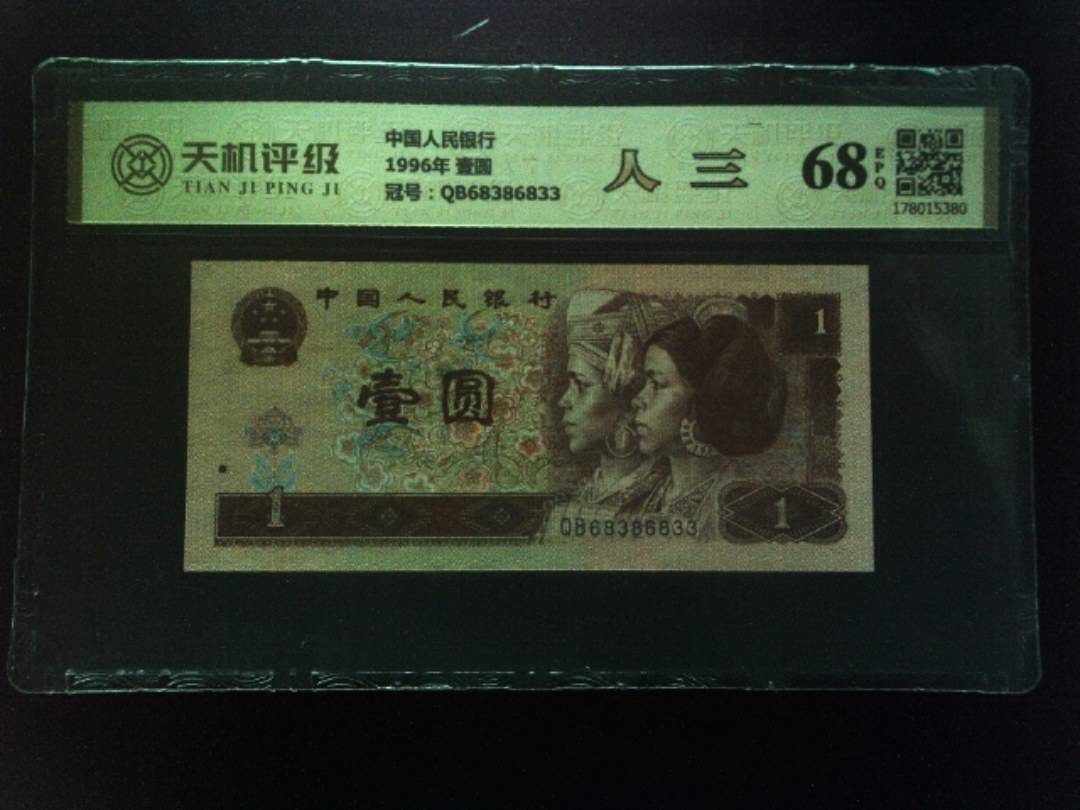 天机评级
TIAN JI PING JI
中国人民银行
1996年 壹圆
冠号：QB68386833
人 三
68
EPQ
178015380
中国人民银行
壹圆
1
1
QB68386833
1